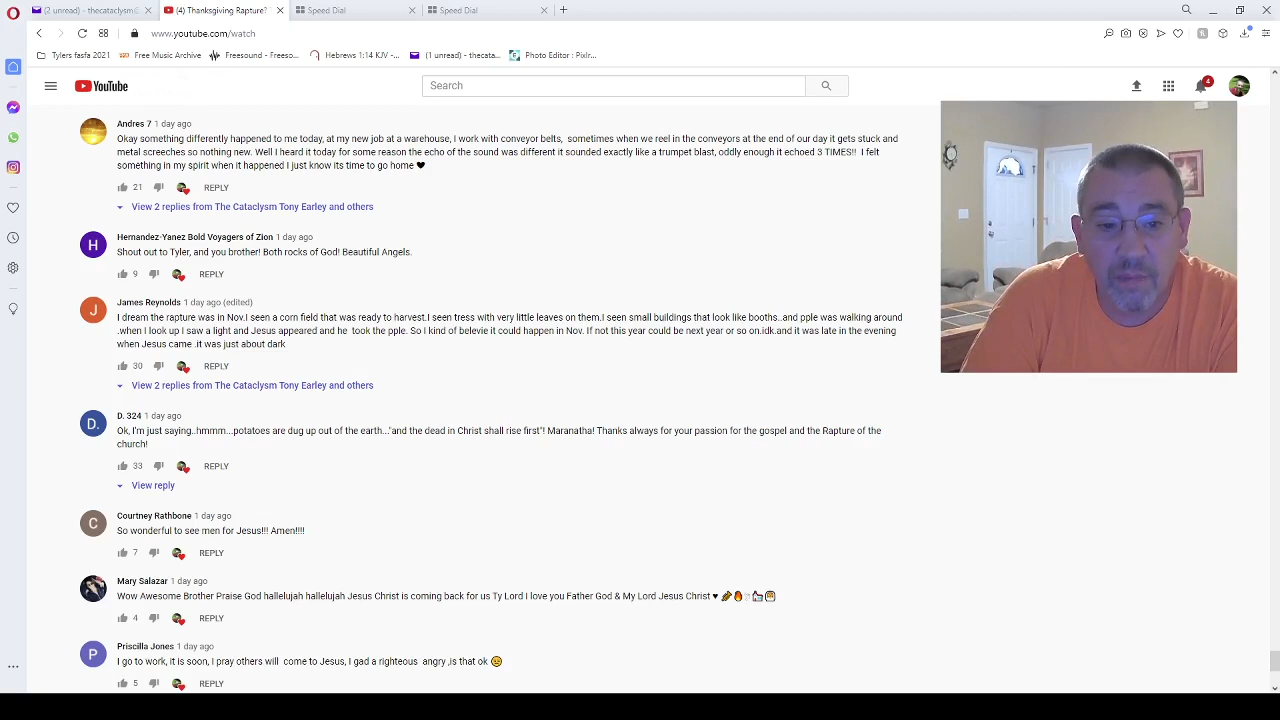 (2 unread) - thecataclysm@
(4) Thanksgiving Rapture?
Speed Dial
Speed Dial
www.youtube.com/watch
Tylers fasfa 2021
Free Music Archive
Freesound - Freeso...
Hebrews 1:14 KJV -...
(1 unread) - thecata...
Photo Editor : Pixlr...
YouTube
Search
4
Andres 7 1 day ago
Okay something differently happened to me today, at my new job at a warehouse, I work with conveyor belts, sometimes when we reel in the conveyors at the end of our day it gets stuck and
metal screeches so nothing new. Well I heard it today for some reason the echo of the sound was different it sounded exactly like a trumpet blast, oddly enough it echoed 3 TIMES!! I felt
something in my spirit when it happened I just know its time to go home 🖤
21 REPLY
View 2 replies from The Cataclysm Tony Earley and others
H
Hernandez-Yanez Bold Voyagers of Zion 1 day ago
Shout out to Tyler, and you brother! Both rocks of God! Beautiful Angels.
9 REPLY
J
James Reynolds 1 day ago (edited)
I dream the rapture was in Nov.I seen a corn field that was ready to harvest.I seen tress with very little leaves on them.I seen small buildings that look like booths..and pple was walking around
.when I look up I saw a light and Jesus appeared and he took the pple. So I kind of belevie it could happen in Nov. If not this year could be next year or so on.idk.and it was late in the evening
when Jesus came .it was just about dark
30 REPLY
View 2 replies from The Cataclysm Tony Earley and others
D.
D. 324 1 day ago
Ok, I'm just saying..hmmm...potatoes are dug up out of the earth..."and the dead in Christ shall rise first"! Maranatha! Thanks always for your passion for the gospel and the Rapture of the
church!
33 REPLY
View reply
C
Courtney Rathbone 1 day ago
So wonderful to see men for Jesus!!! Amen!!!!
7 REPLY
Mary Salazar 1 day ago
Wow Awesome Brother Praise God hallelujah hallelujah Jesus Christ is coming back for us Ty Lord I love you Father God & My Lord Jesus Christ ♥
4 REPLY
P
Priscilla Jones 1 day ago
I go to work, it is soon, I pray others will come to Jesus, I gad a righteous angry ,is that ok
5 REPLY